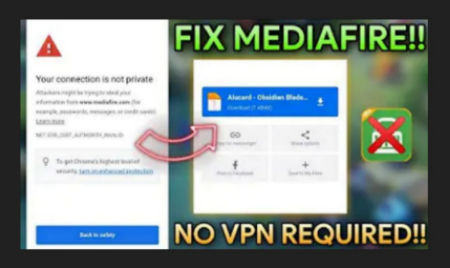 FIX MEDIAFIRE!!
Your connection is not private
Attackers might be trying to steal your
information from www.mediafire.com (for
example, passwords, messages, or credit cards).
Learn more
NET::ERR_CERT_AUTHORITY_INVALID
To get Chrome's highest level of
security, turn on enhanced protection
Back to safety
Alucard - Obsidian Blade...
Download
Copy for messenger
Share options
Post to Facebook
Save to My Files
NO VPN REQUIRED!!